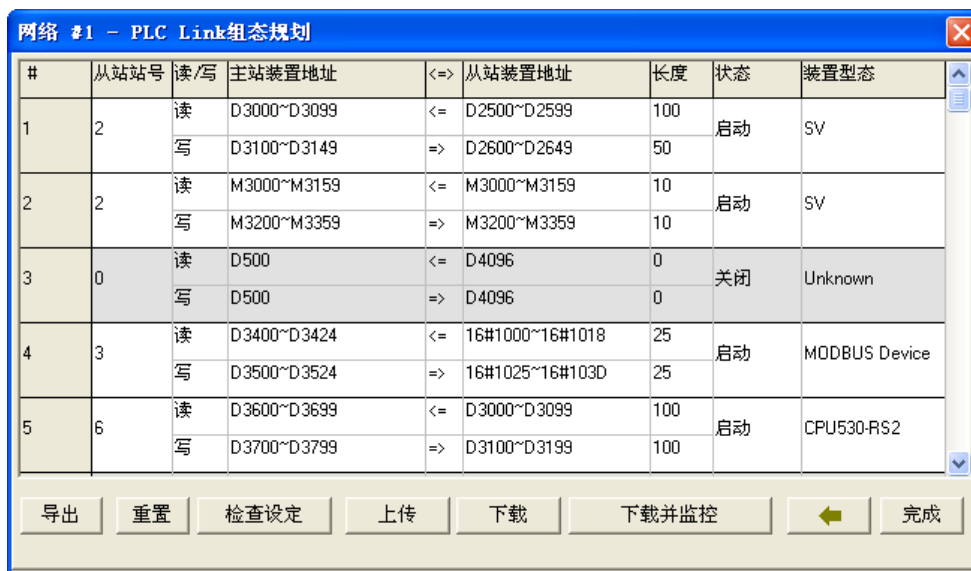 网络 #1 - PLC Link组态规划
# 从站站号 读/写 主站装置地址 <=> 从站装置地址 长度 状态 装置型态
1 2 读 D3000~D3099 <= D2500~D2599 100 启动 SV
写 D3100~D3149 => D2600~D2649 50
2 2 读 M3000~M3159 <= M3000~M3159 10 启动 SV
写 M3200~M3359 => M3200~M3359 10
3 0 读 D500 <= D4096 0 关闭 Unknown
写 D500 => D4096 0
4 3 读 D3400~D3424 <= 16#1000~16#1018 25 启动 MODBUS Device
写 D3500~D3524 => 16#1025~16#103D 25
5 6 读 D3600~D3699 <= D3000~D3099 100 启动 CPU530-RS2
写 D3700~D3799 => D3100~D3199 100
导出 重置 检查设定 上传 下载 下载并监控 完成